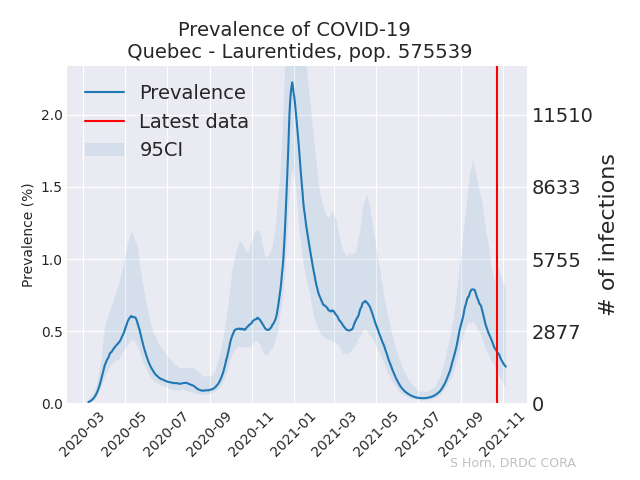 Prevalence of COVID-19
Quebec - Laurentides, pop. 575539
Prevalence
Latest data
95CI
Prevalence (%)
2.0
1.5
1.0
0.5
0.0
11510
8633
5755
2877
0
# of infections
2020-03
2020-05
2020-07
2020-09
2020-11
2021-01
2021-03
2021-05
2021-07
2021-09
2021-11
S Horn, DRDC CORA